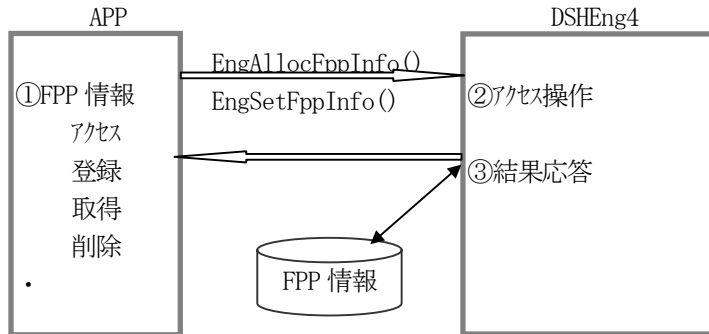 APP
DSHEng4
EngAllocFppInfo()
①FPP 情報
EngSetFppInfo()
②アクセス操作
アクセス
登録
③結果応答
取得
削除
FPP 情報
.